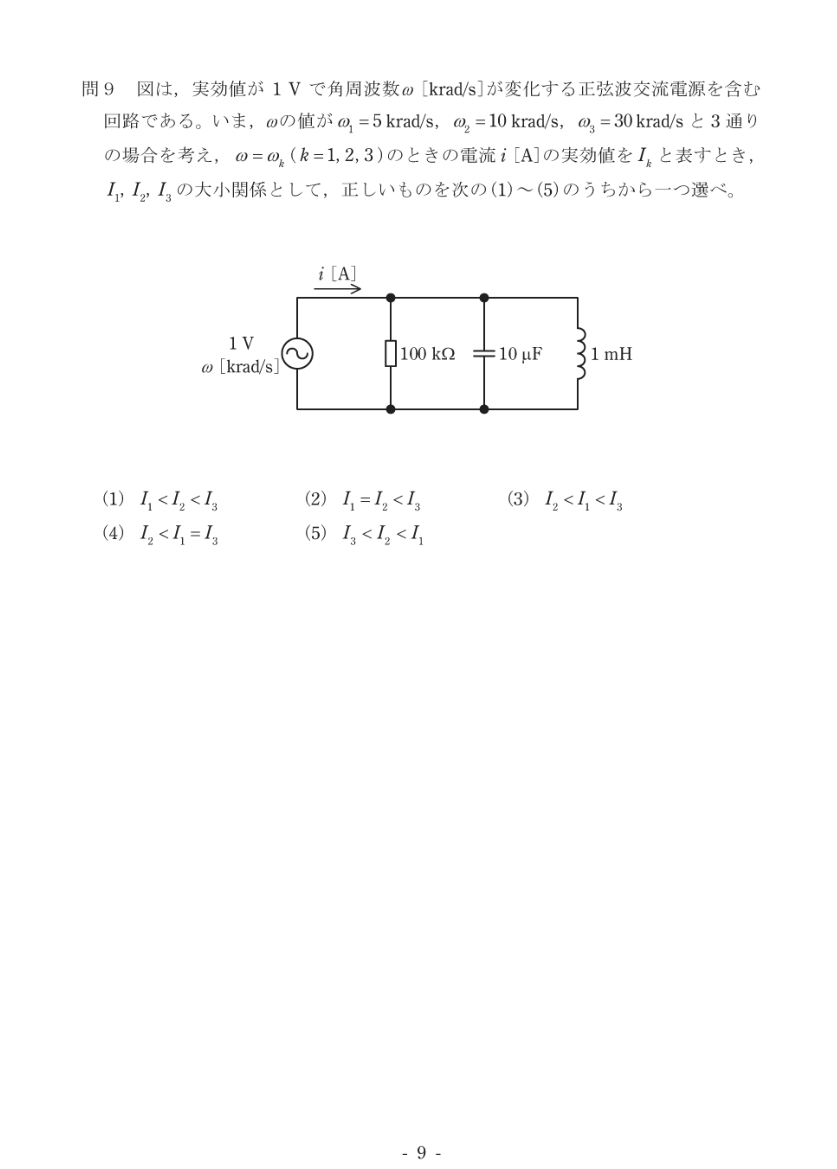 問９　図は，実効値が 1 V で角周波数ω［krad/s］が変化する正弦波交流電源を含む
回路である。いま，ωの値が ω₁ = 5 krad/s，ω₂ = 10 krad/s，ω₃ = 30 krad/s と 3 通り
の場合を考え，ω = ωₖ ( k = 1, 2, 3 ) のときの電流 i［A］の実効値を Iₖ と表すとき，
I₁, I₂, I₃ の大小関係として，正しいものを次の(1)～(5)のうちから一つ選べ。
i［A］
1 V
ω［krad/s］
100 kΩ
10 μF
1 mH
(1)　I₁ < I₂ < I₃　(2)　I₁ = I₂ < I₃　(3)　I₂ < I₁ < I₃
(4)　I₂ < I₁ = I₃　(5)　I₃ < I₂ < I₁
- 9 -